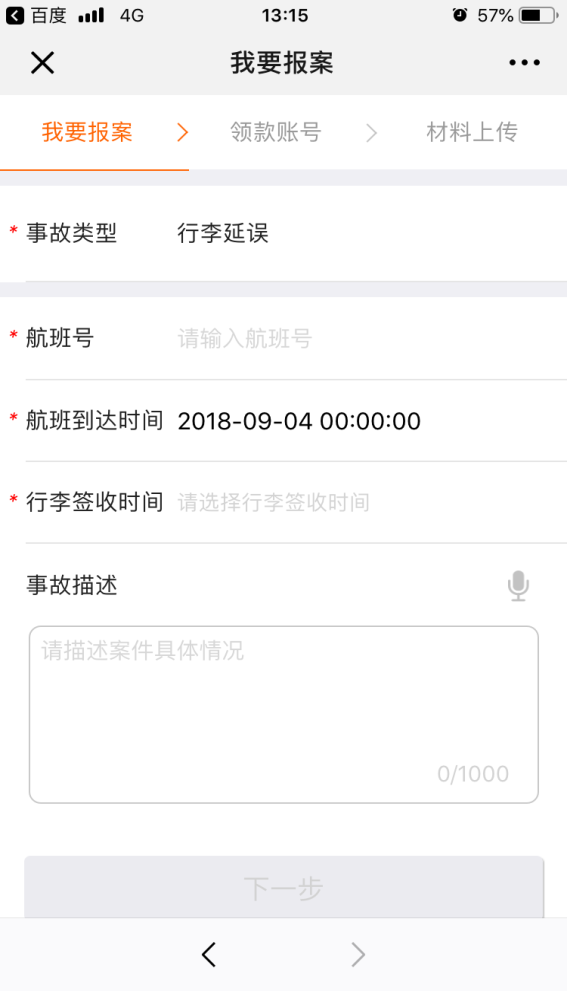 百度 4G 13:15 57%
我要报案
我要报案 领款账号 材料上传
* 事故类型 行李延误
* 航班号 请输入航班号
* 航班到达时间 2018-09-04 00:00:00
* 行李签收时间 请选择行李签收时间
事故描述
请描述案件具体情况
0/1000
下一步